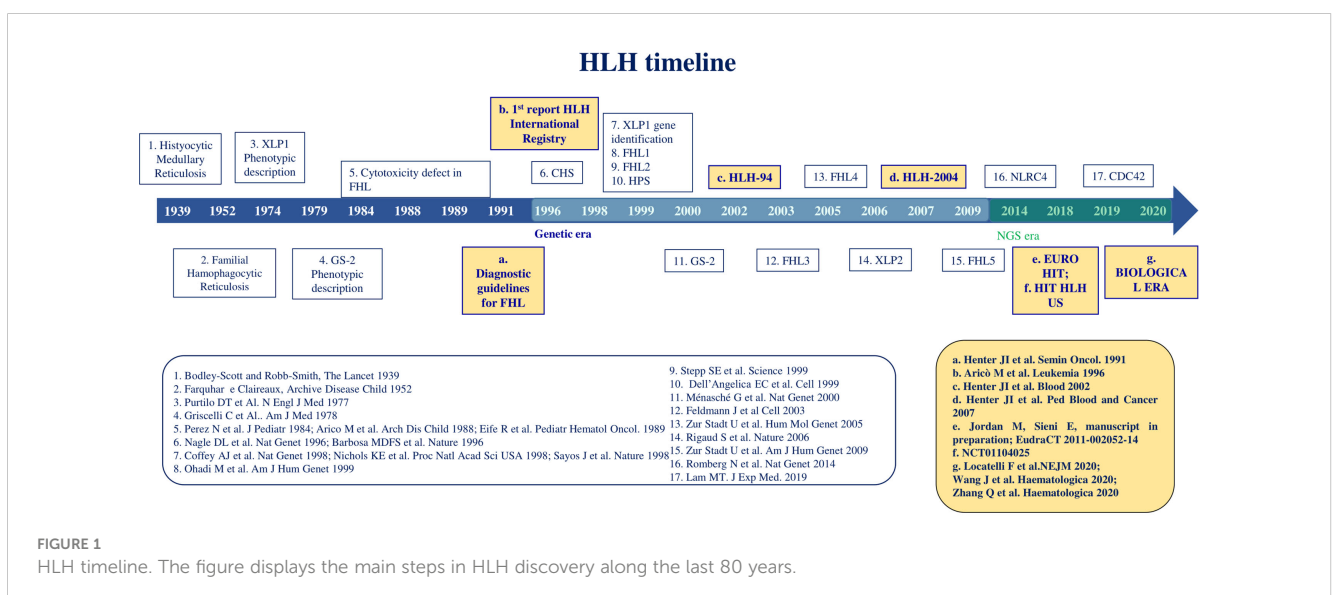 HLH timeline
b. 1st report HLH
International
Registry
1. Histyocytic
Medullary
Reticulosis
3. XLP1
Phenotypic
description
5. Cytotoxicity defect in
FHL
6. CHS
7. XLP1 gene
identification
8. FHL1
9. FHL2
10. HPS
c. HLH-94
13. FHL4
d. HLH-2004
16. NLRC4
17. CDC42
1939 1952 1974 1979 1984 1988 1989 1991 1996 1998 1999 2000 2002 2003 2005 2006 2007 2009 2014 2018 2019 2020
Genetic era
NGS era
2. Familial
Hamophagocytic
Reticulosis
4. GS-2
Phenotypic
description
a.
Diagnostic
guidelines
for FHL
11. GS-2
12. FHL3
14. XLP2
15. FHL5
e. EURO
HIT;
f. HIT HLH
US
g.
BIOLOGICA
L ERA
1. Bodley-Scott and Robb-Smith, The Lancet 1939
2. Farquhar e Claireaux, Archive Disease Child 1952
3. Purtilo DT et Al. N Engl J Med 1977
4. Griscelli C et Al.. Am J Med 1978
5. Perez N et al. J Pediatr 1984; Arico M et al. Arch Dis Child 1988; Eife R et al. Pediatr Hematol Oncol. 1989
6. Nagle DL et al. Nat Genet 1996; Barbosa MDFS et al. Nature 1996
7. Coffey AJ et al. Nat Genet 1998; Nichols KE et al. Proc Natl Acad Sci USA 1998; Sayos J et al. Nature 1998
8. Ohadi M et al. Am J Hum Genet 1999
9. Stepp SE et al. Science 1999
10. Dell'Angelica EC et al. Cell 1999
11. Ménasché G et al. Nat Genet 2000
12. Feldmann J et al Cell 2003
13. Zur Stadt U et al. Hum Mol Genet 2005
14. Rigaud S et al. Nature 2006
15. Zur Stadt U et al. Am J Hum Genet 2009
16. Romberg N et al. Nat Genet 2014
17. Lam MT. J Exp Med. 2019
a. Henter JI et al. Semin Oncol. 1991
b. Aricò M et al. Leukemia 1996
c. Henter JI et al. Blood 2002
d. Henter JI et al. Ped Blood and Cancer
2007
e. Jordan M, Sieni E, manuscript in
preparation; EudraCT 2011-002052-14
f. NCT01104025
g. Locatelli F et al.NEJM 2020;
Wang J et al. Haematologica 2020;
Zhang Q et al. Haematologica 2020
FIGURE 1
HLH timeline. The figure displays the main steps in HLH discovery along the last 80 years.